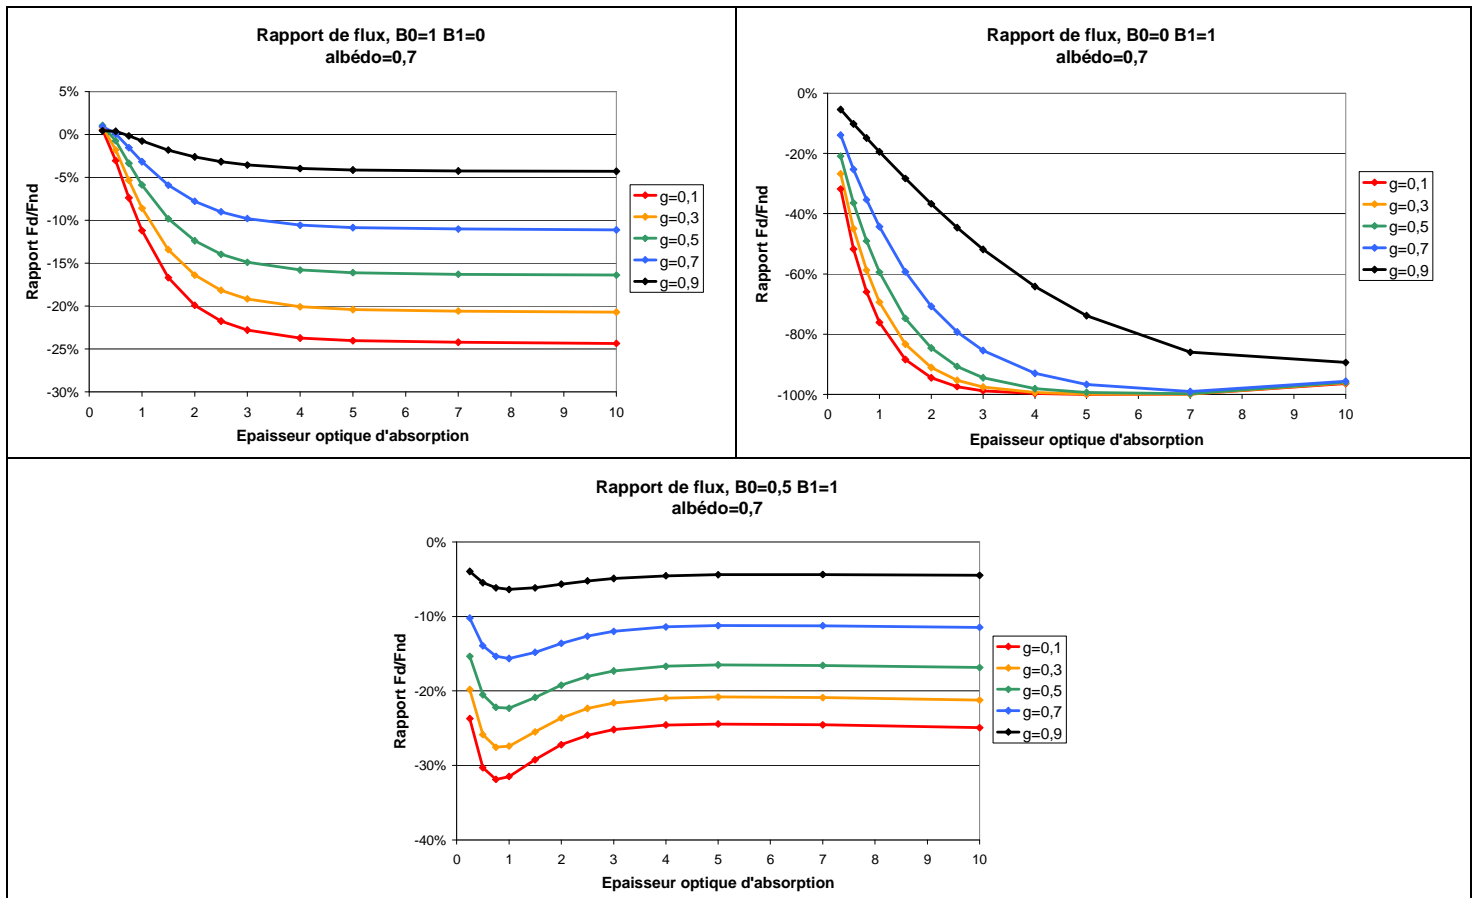 Rapport de flux, B0=1 B1=0
albédo=0,7
5%
0%
-5%
-10%
-15%
-20%
-25%
-30%
Rapport Fd/Fnd
0 1 2 3 4 5 6 7 8 9 10
Epaisseur optique d'absorption
g=0,1
g=0,3
g=0,5
g=0,7
g=0,9
Rapport de flux, B0=0 B1=1
albédo=0,7
0%
-20%
-40%
-60%
-80%
-100%
Rapport Fd/Fnd
0 1 2 3 4 5 6 7 8 9 10
Epaisseur optique d'absorption
g=0,1
g=0,3
g=0,5
g=0,7
g=0,9
Rapport de flux, B0=0,5 B1=1
albédo=0,7
0%
-10%
-20%
-30%
-40%
Rapport Fd/Fnd
0 1 2 3 4 5 6 7 8 9 10
Epaisseur optique d'absorption
g=0,1
g=0,3
g=0,5
g=0,7
g=0,9